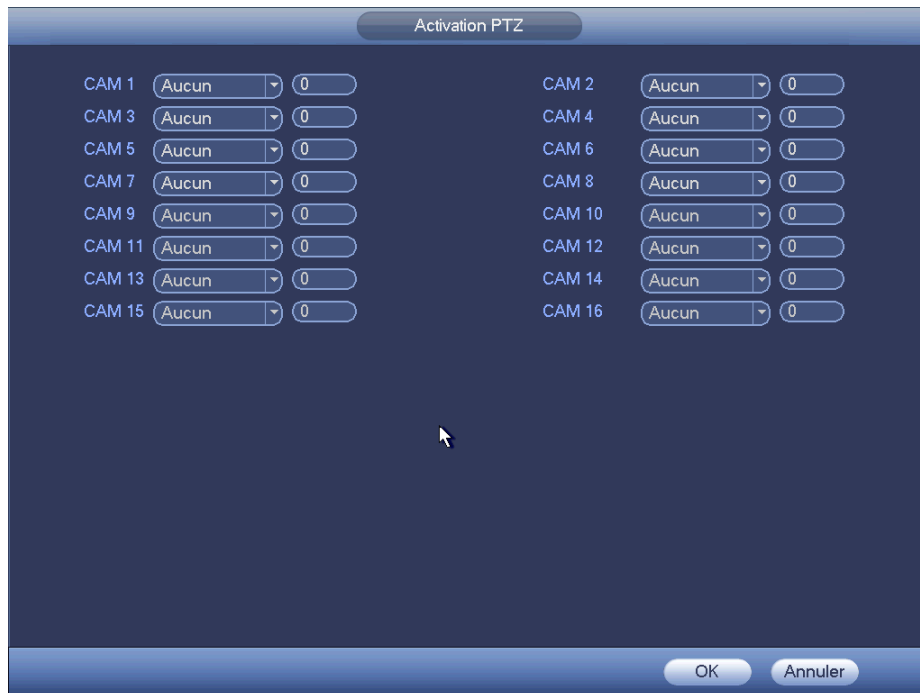 Activation PTZ
CAM 1 Aucun 0 CAM 2 Aucun 0
CAM 3 Aucun 0 CAM 4 Aucun 0
CAM 5 Aucun 0 CAM 6 Aucun 0
CAM 7 Aucun 0 CAM 8 Aucun 0
CAM 9 Aucun 0 CAM 10 Aucun 0
CAM 11 Aucun 0 CAM 12 Aucun 0
CAM 13 Aucun 0 CAM 14 Aucun 0
CAM 15 Aucun 0 CAM 16 Aucun 0
OK Annuler